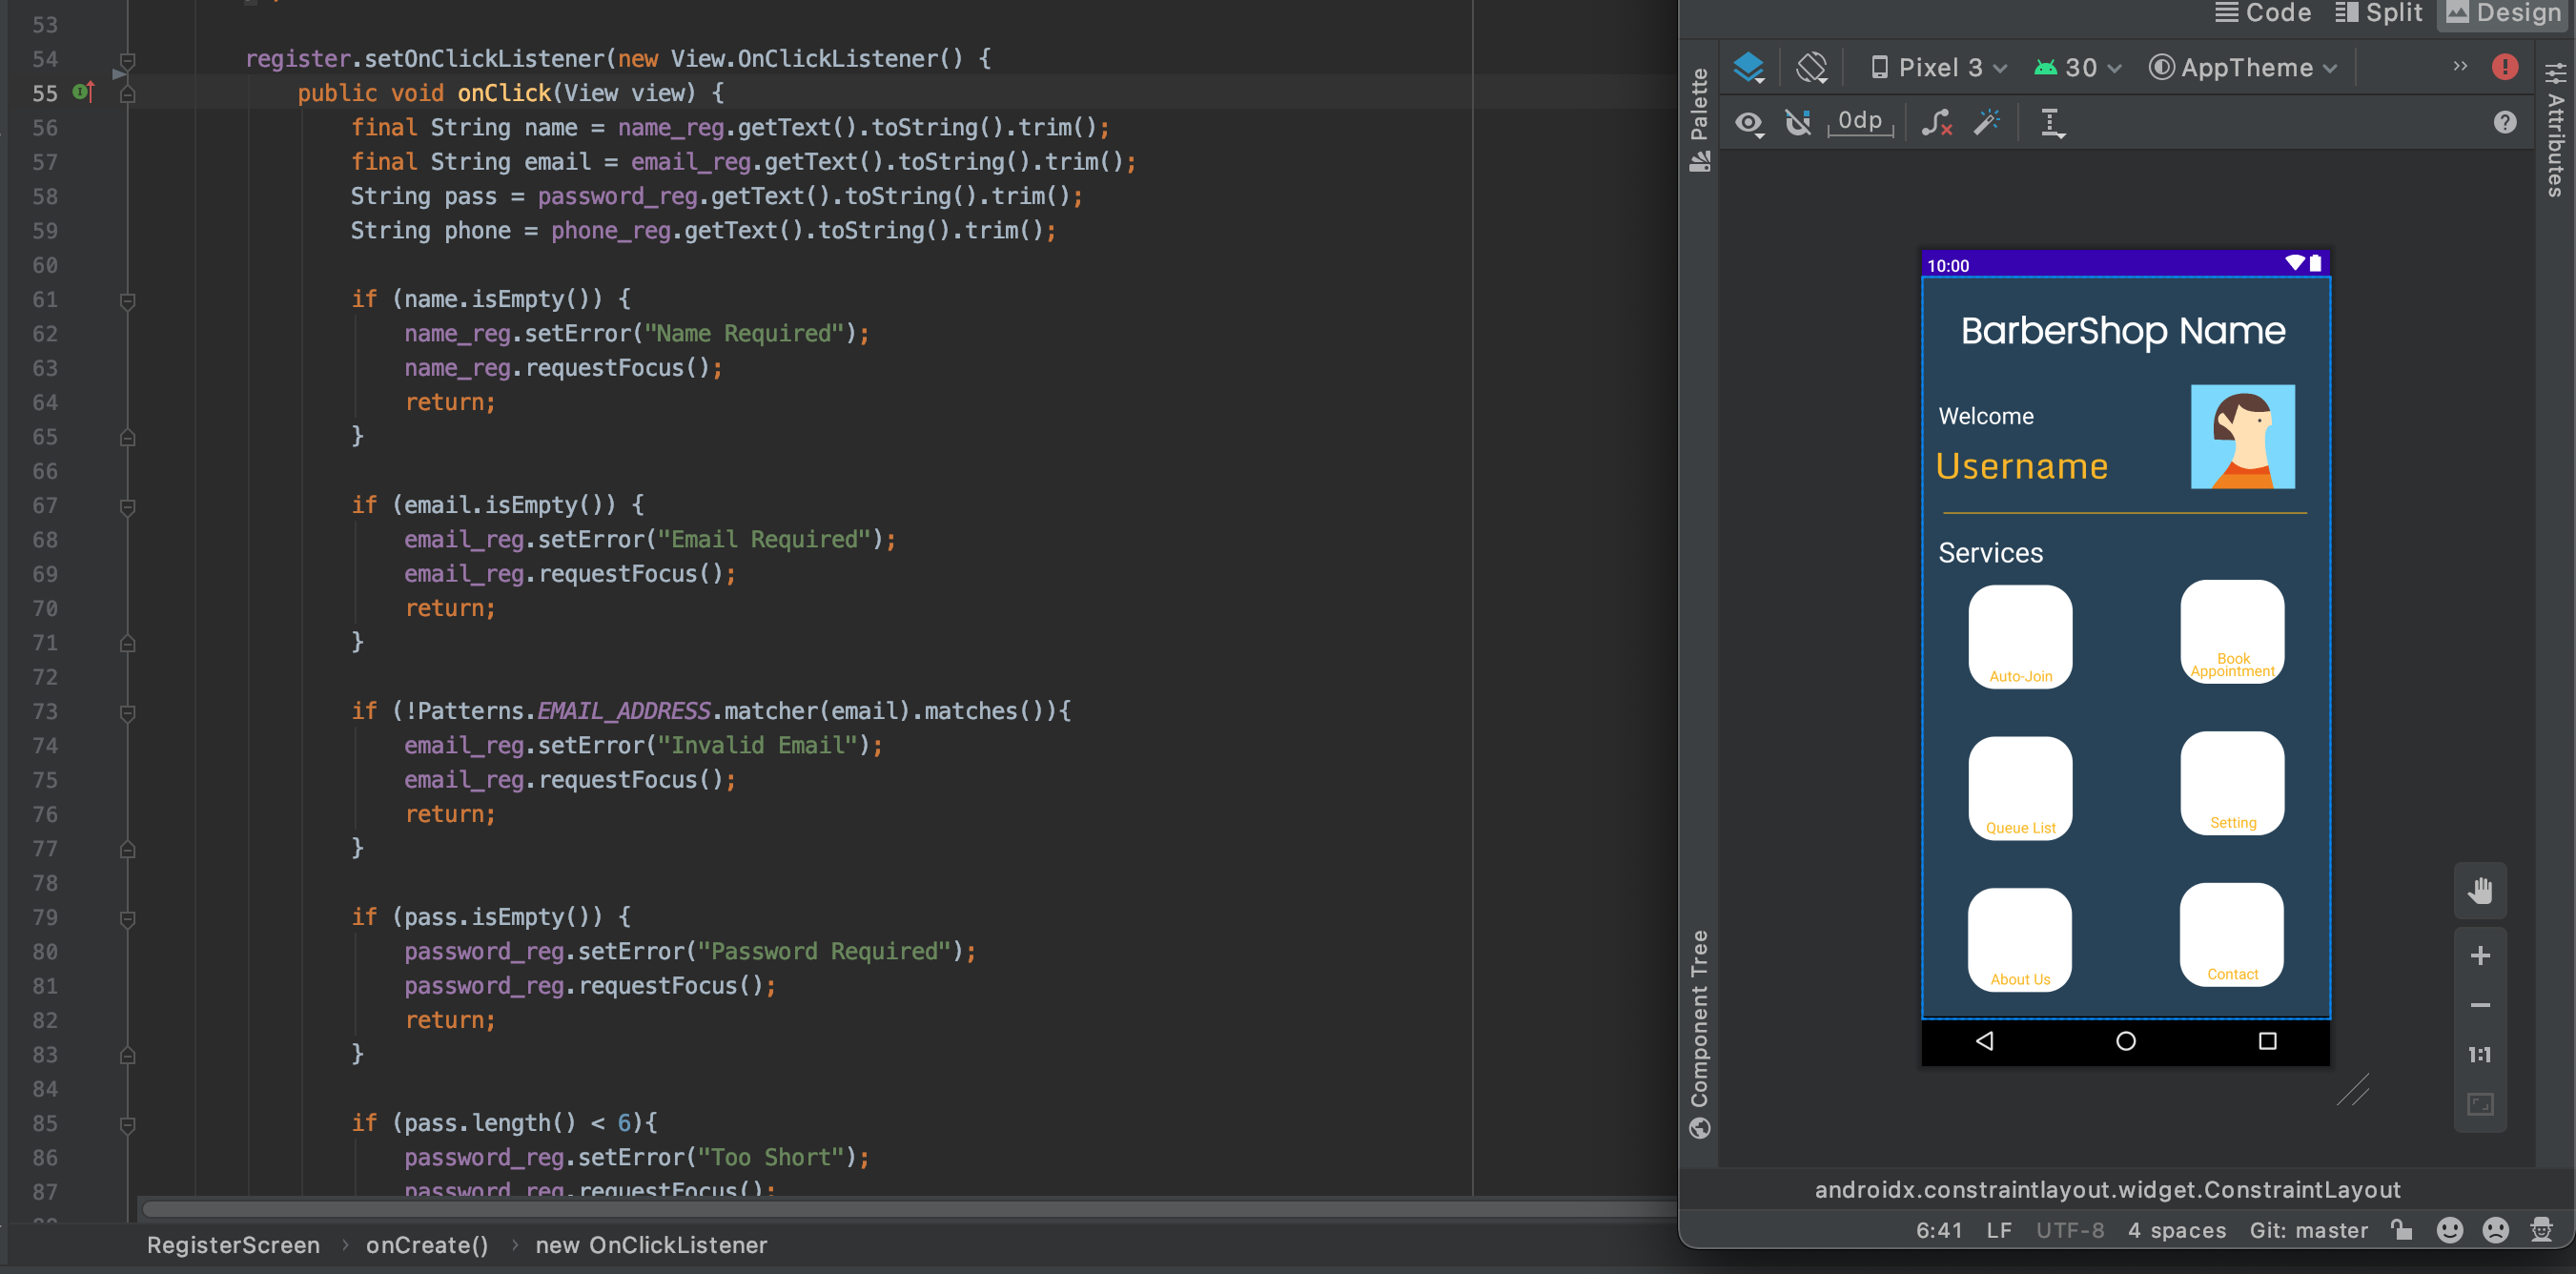 53
54 register.setOnClickListener(new View.OnClickListener() {
55 public void onClick(View view) {
56 final String name = name_reg.getText().toString().trim();
57 final String email = email_reg.getText().toString().trim();
58 String pass = password_reg.getText().toString().trim();
59 String phone = phone_reg.getText().toString().trim();
60
61 if (name.isEmpty()) {
62 name_reg.setError("Name Required");
63 name_reg.requestFocus();
64 return;
65 }
66
67 if (email.isEmpty()) {
68 email_reg.setError("Email Required");
69 email_reg.requestFocus();
70 return;
71 }
72
73 if (!Patterns.EMAIL_ADDRESS.matcher(email).matches()){
74 email_reg.setError("Invalid Email");
75 email_reg.requestFocus();
76 return;
77 }
78
79 if (pass.isEmpty()) {
80 password_reg.setError("Password Required");
81 password_reg.requestFocus();
82 return;
83 }
84
85 if (pass.length() < 6){
86 password_reg.setError("Too Short");
87 password_reg.requestFocus();
RegisterScreen › onCreate() › new OnClickListener
Code Split Design
Pixel 3 30 AppTheme »
0dp
Palette
Attributes
Component Tree
10:00
BarberShop Name
Welcome
Username
Services
Auto-Join
Book
Appointment
Queue List
Setting
About Us
Contact
1:1
androidx.constraintlayout.widget.ConstraintLayout
6:41 LF UTF-8 4 spaces Git: master